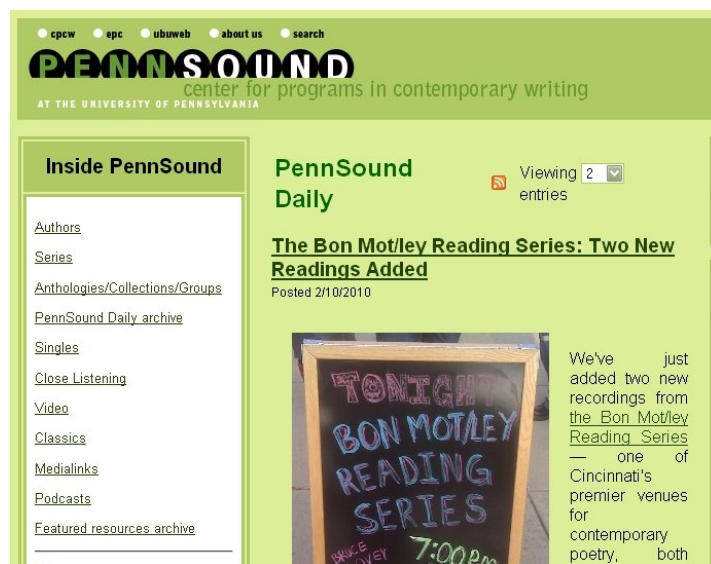 cpcw epc ubuweb about us search
PENNSOUND
center for programs in contemporary writing
AT THE UNIVERSITY OF PENNSYLVANIA
Inside PennSound
Authors
Series
Anthologies/Collections/Groups
PennSound Daily archive
Singles
Close Listening
Video
Classics
Medialinks
Podcasts
Featured resources archive
PennSound
Daily
Viewing 2
entries
The Bon Mot/ley Reading Series: Two New
Readings Added
Posted 2/10/2010
TONIGHT
BON MOT/LEY
READING
SERIES
BRUCE
7:00PM
We've just
added two new
recordings from
the Bon Mot/ley
Reading Series
— one of
Cincinnati's
premier venues
for
contemporary
poetry, both